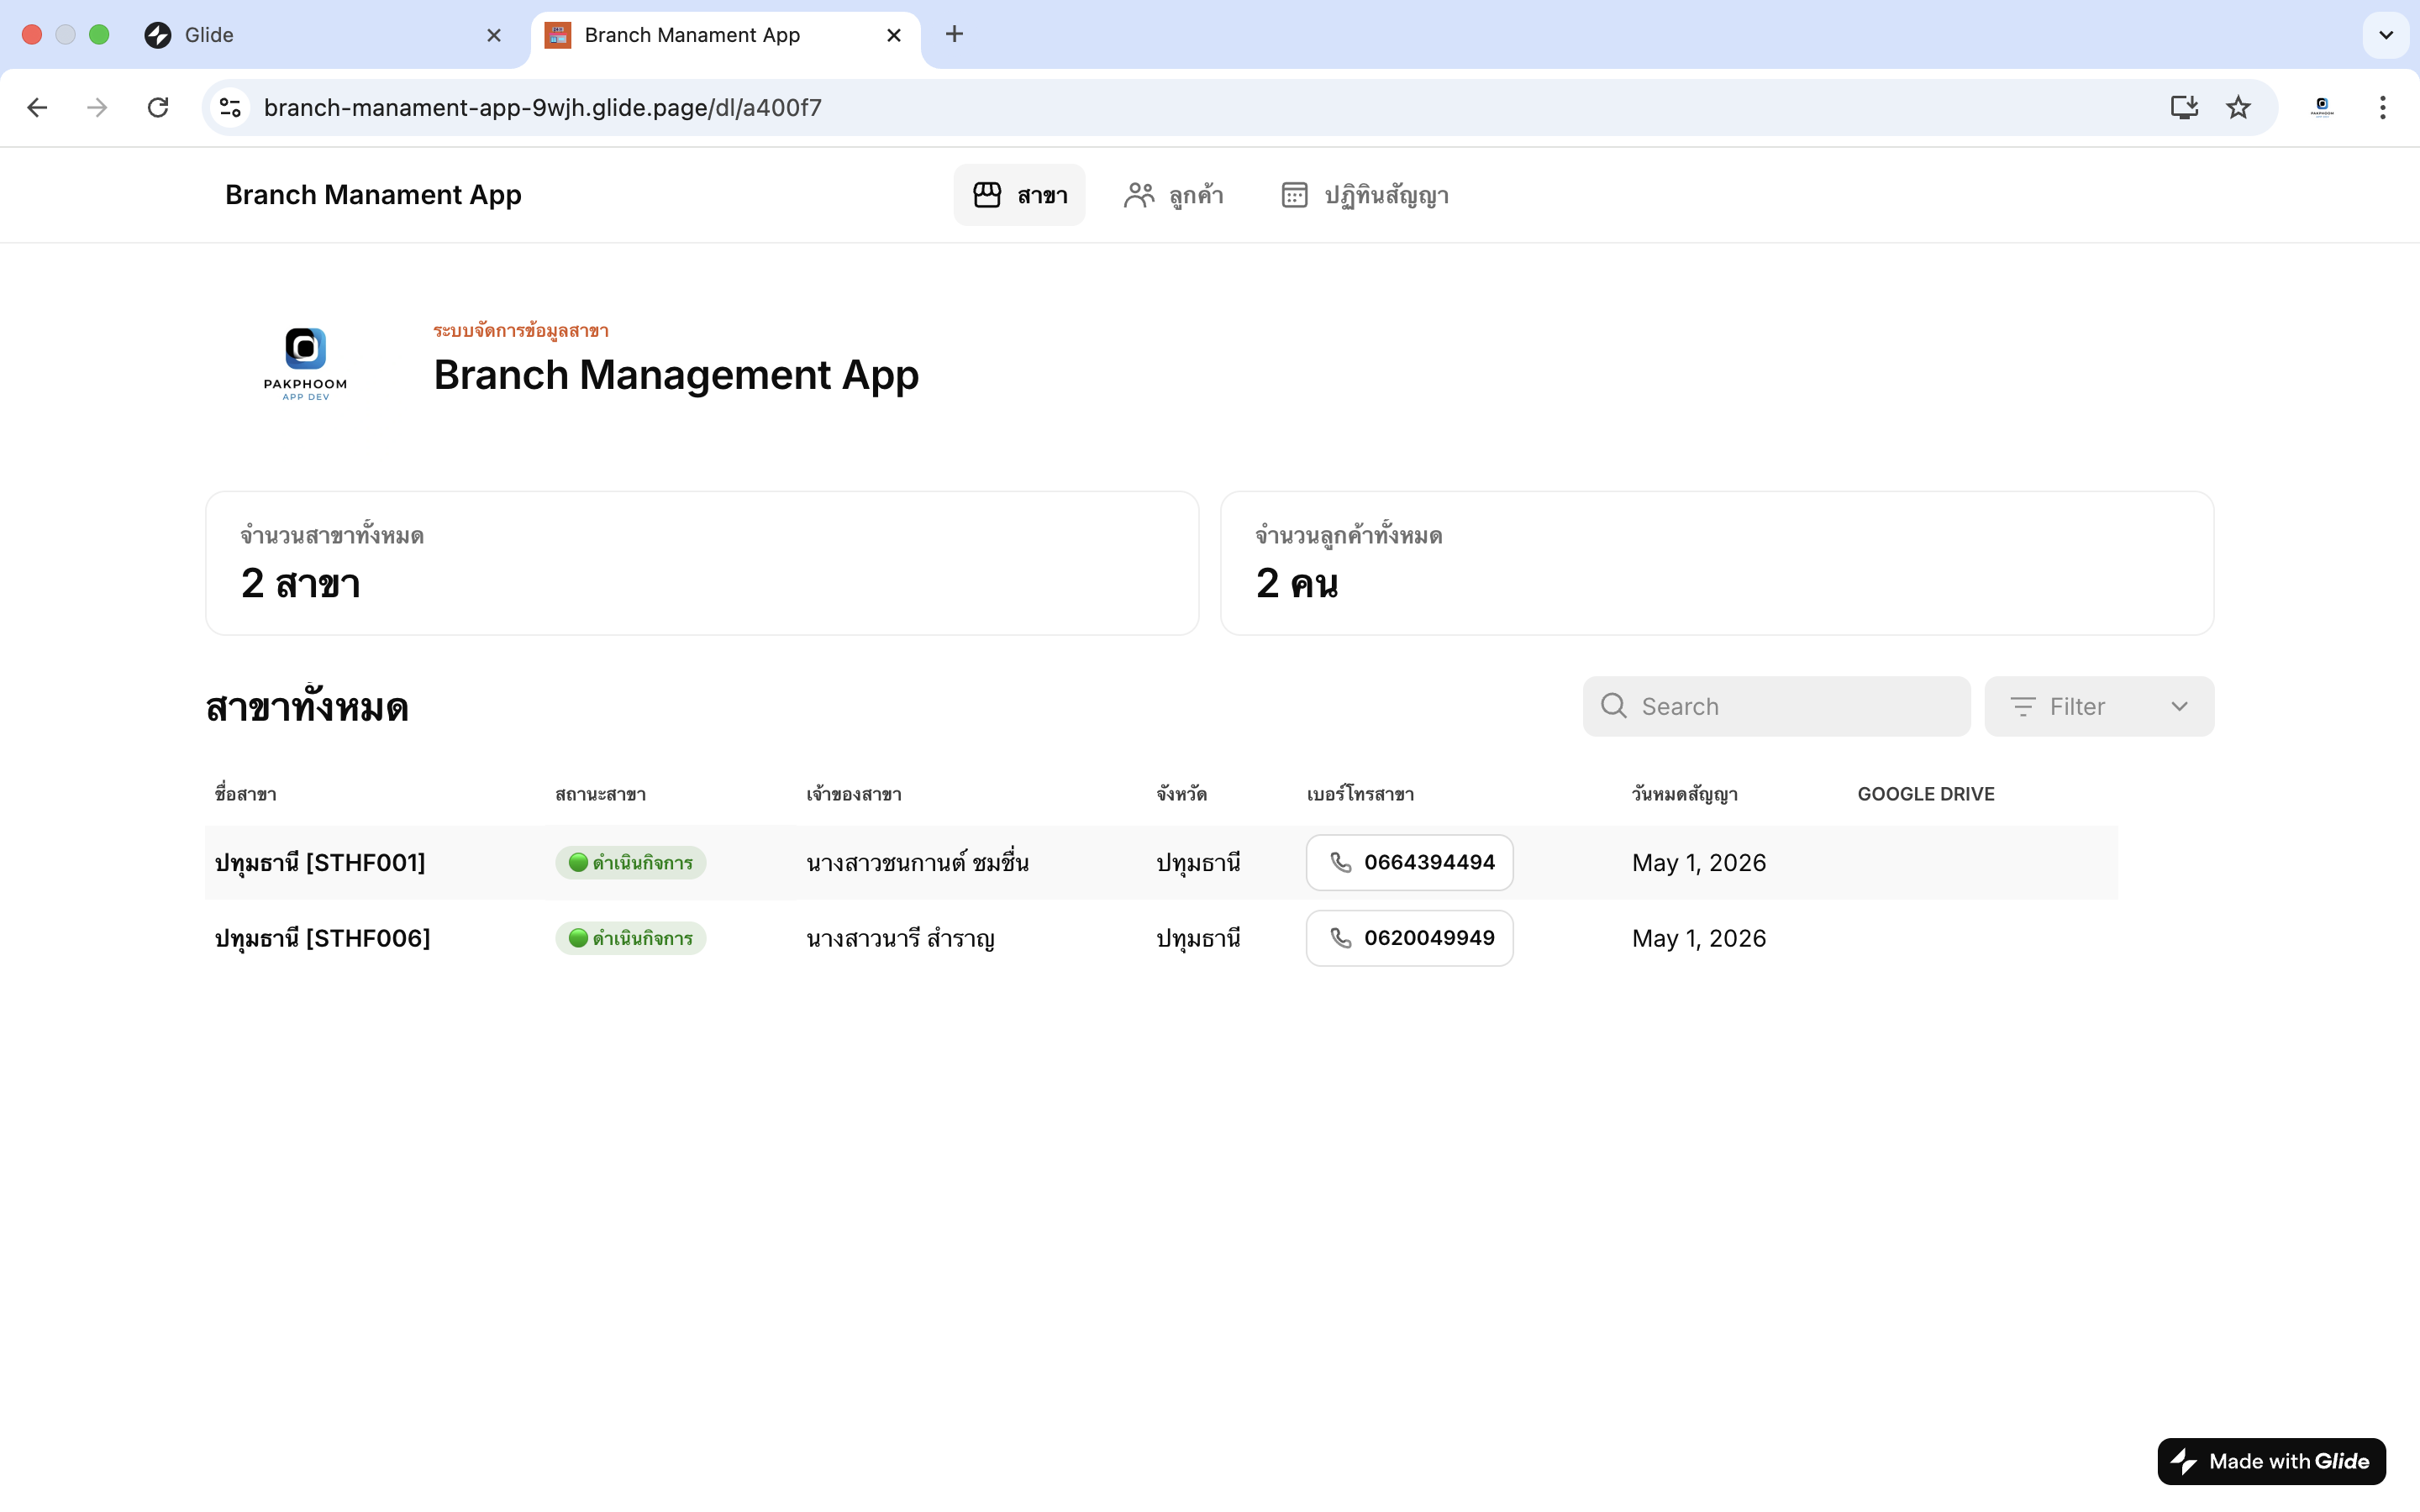 Glide
Branch Manament App
branch-manament-app-9wjh.glide.page/dl/a400f7
Branch Manament App
สาขา
ลูกค้า
ปฏิทินสัญญา
PAKPHOOM
APP DEV
ระบบจัดการข้อมูลสาขา
Branch Management App
จำนวนสาขาทั้งหมด
2 สาขา
จำนวนลูกค้าทั้งหมด
2 คน
สาขาทั้งหมด
Search
Filter
ชื่อสาขา สถานะสาขา เจ้าของสาขา จังหวัด เบอร์โทรสาขา วันหมดสัญญา GOOGLE DRIVE
ปทุมธานี [STHF001] ดำเนินกิจการ นางสาวชนกานต์ ชมชื่น ปทุมธานี 0664394494 May 1, 2026
ปทุมธานี [STHF006] ดำเนินกิจการ นางสาวนารี สำราญ ปทุมธานี 0620049949 May 1, 2026
Made with Glide